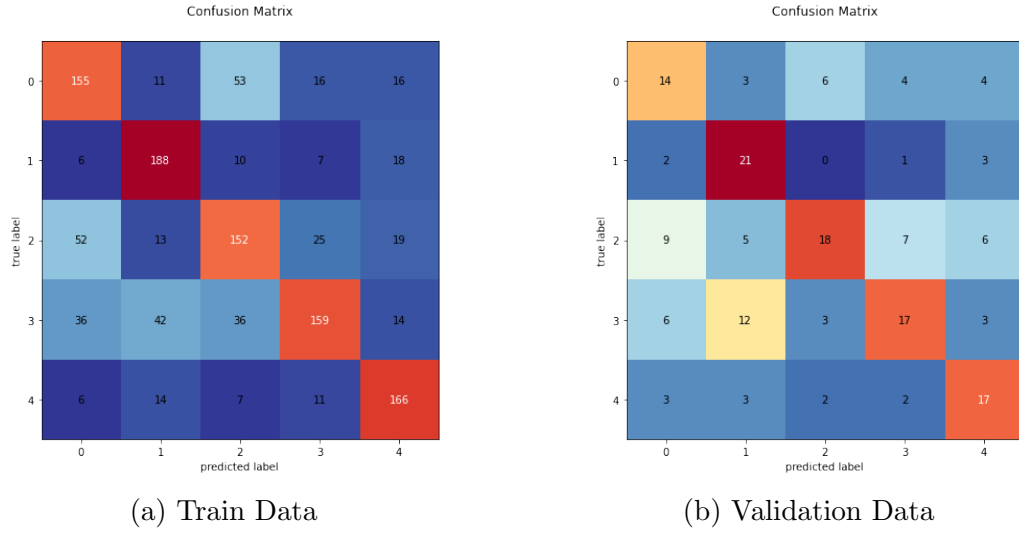 Confusion Matrix
0 155 11 53 16 16
1 6 188 10 7 18
2 52 13 152 25 19
3 36 42 36 159 14
4 6 14 7 11 166
0 1 2 3 4
true label
predicted label
(a) Train Data
Confusion Matrix
0 14 3 6 4 4
1 2 21 0 1 3
2 9 5 18 7 6
3 6 12 3 17 3
4 3 3 2 2 17
0 1 2 3 4
true label
predicted label
(b) Validation Data